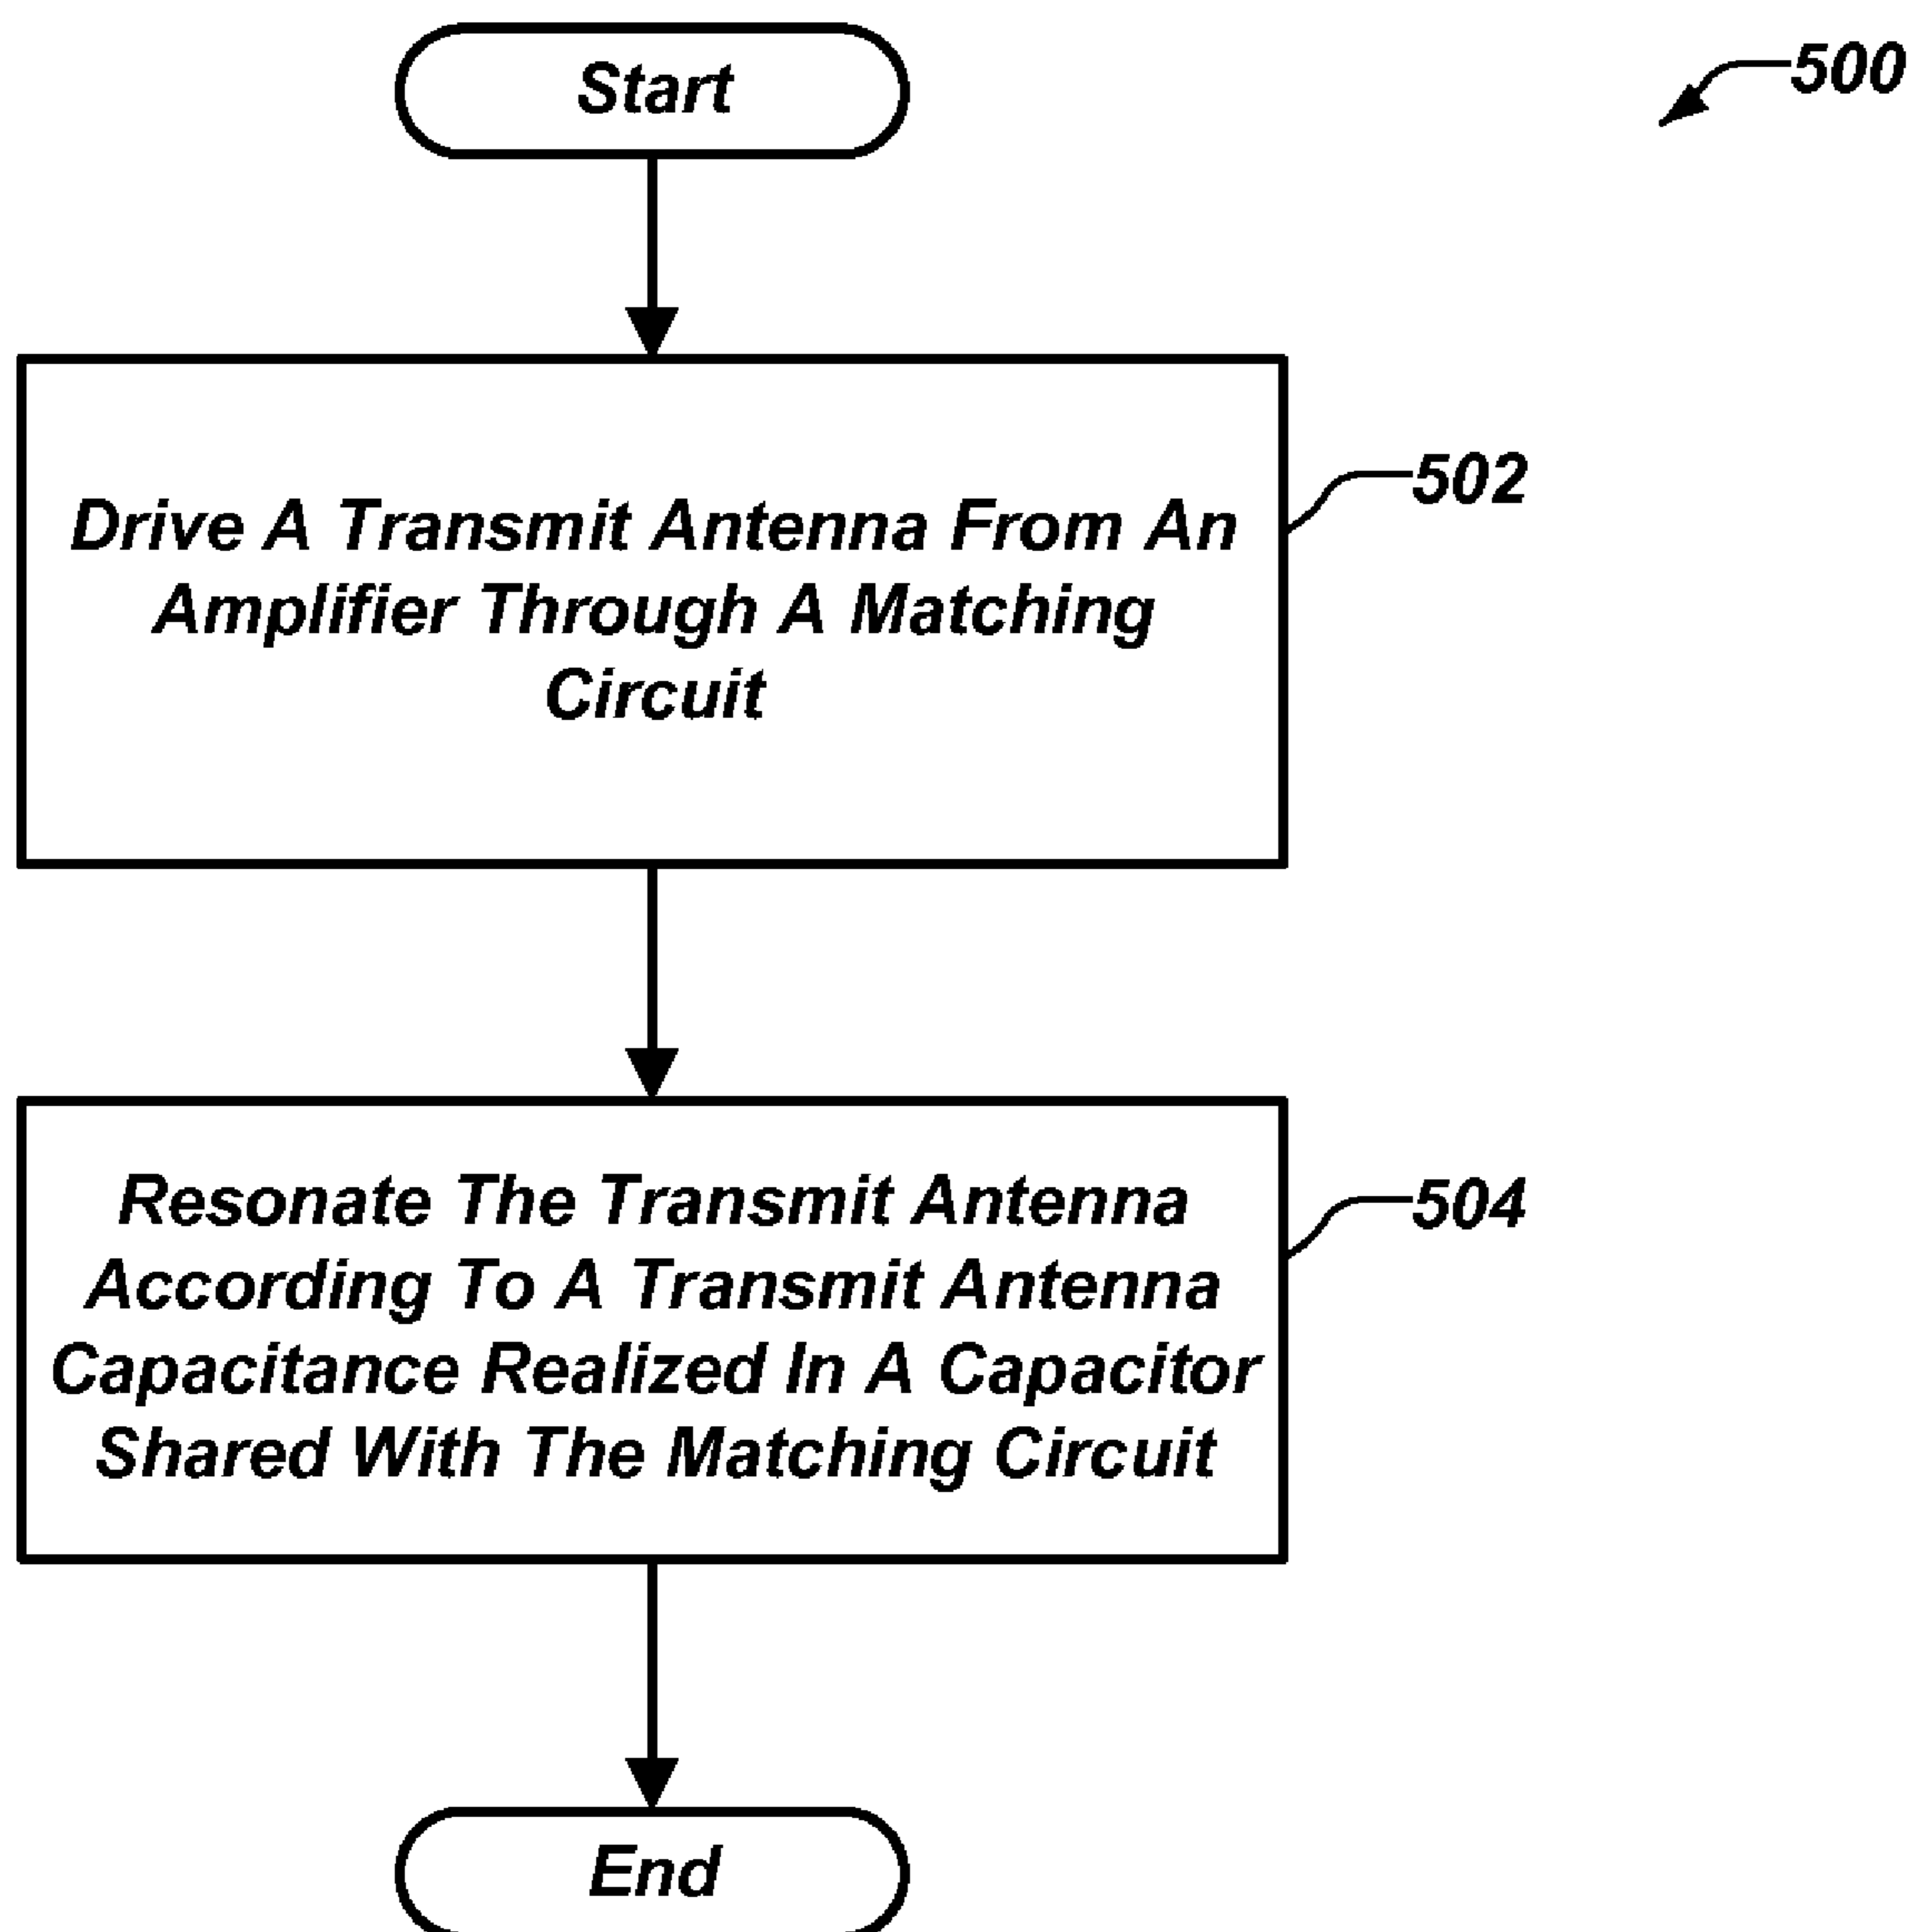 Start
500
Drive A Transmit Antenna From An
Amplifier Through A Matching
Circuit
502
Resonate The Transmit Antenna
According To A Transmit Antenna
Capacitance Realized In A Capacitor
Shared With The Matching Circuit
504
End